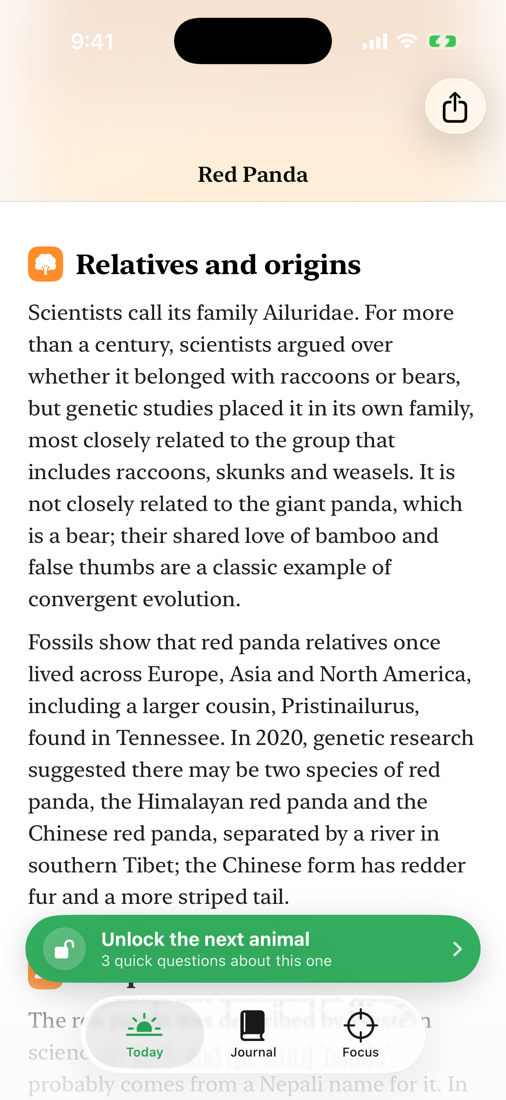 9:41
Red Panda
Relatives and origins
Scientists call its family Ailuridae. For more
than a century, scientists argued over
whether it belonged with raccoons or bears,
but genetic studies placed it in its own family,
most closely related to the group that
includes raccoons, skunks and weasels. It is
not closely related to the giant panda, which
is a bear; their shared love of bamboo and
false thumbs are a classic example of
convergent evolution.
Fossils show that red panda relatives once
lived across Europe, Asia and North America,
including a larger cousin, Pristinailurus,
found in Tennessee. In 2020, genetic research
suggested there may be two species of red
panda, the Himalayan red panda and the
Chinese red panda, separated by a river in
southern Tibet; the Chinese form has redder
fur and a more striped tail.
Unlock the next animal
3 quick questions about this one
The
Today
Journal
Focus
probably comes from a Nepali name for it. In